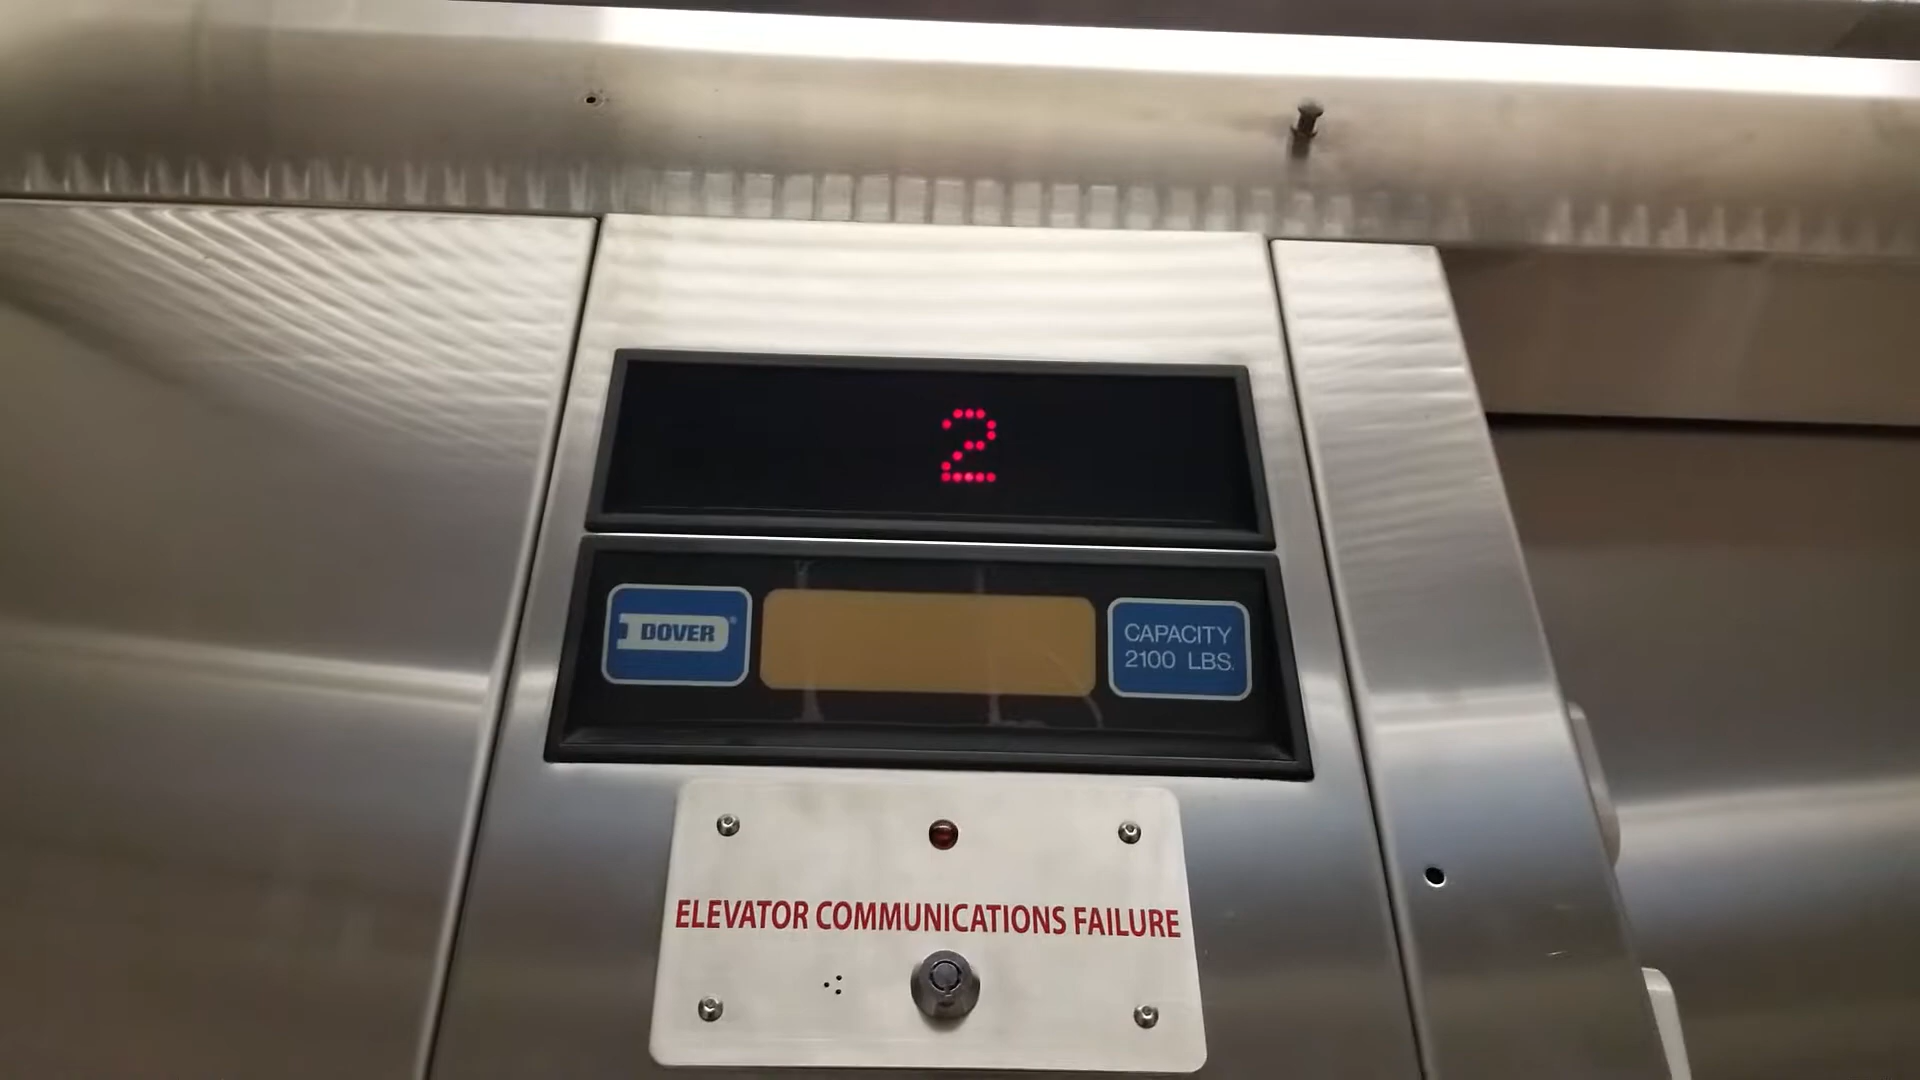 2
DOVER®
CAPACITY
2100 LBS.
ELEVATOR COMMUNICATIONS FAILURE